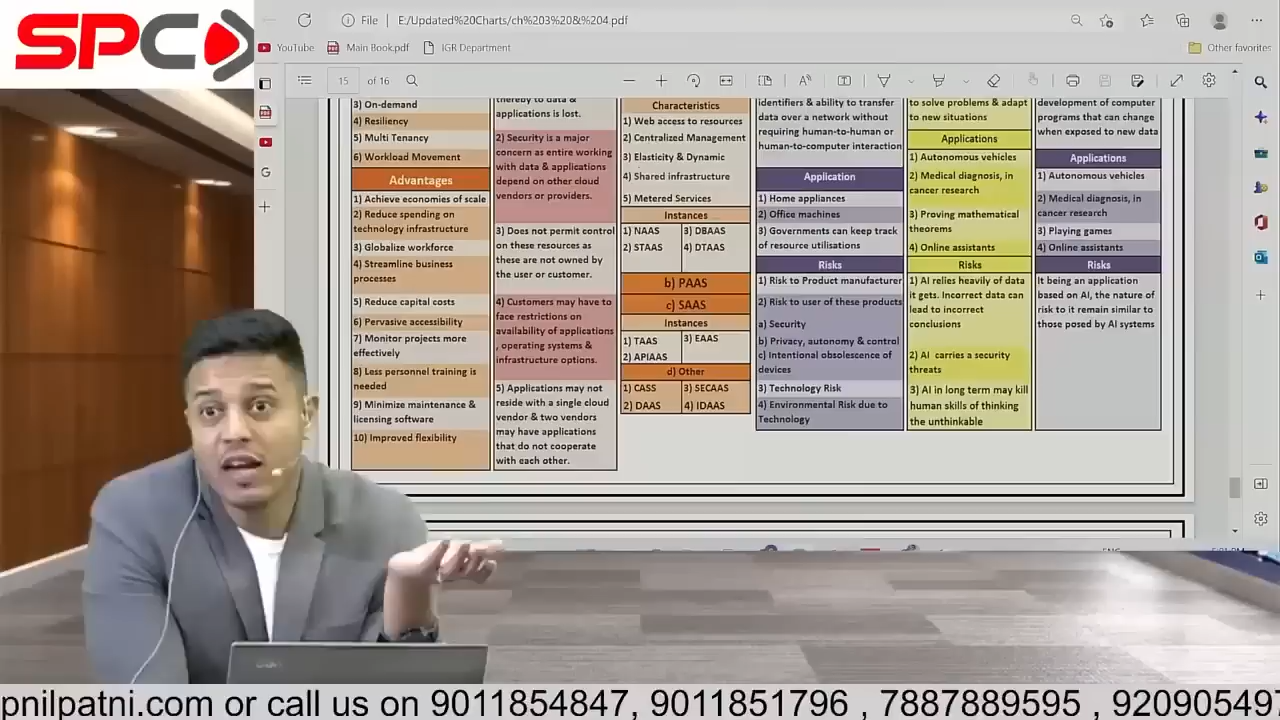 SPC
File
E:/Updated%20Charts/ch%203%20&%204.pdf
YouTube
Main Book.pdf
IGR Department
Other favorites
15
of 16
3) On-demand
4) Resiliency
5) Multi Tenancy
6) Workload Movement
Advantages
1) Achieve economies of scale
2) Reduce spending on
technology infrastructure
3) Globalize workforce
4) Streamline business
processes
5) Reduce capital costs
6) Pervasive accessibility
7) Monitor projects more
effectively
8) Less personnel training is
needed
9) Minimize maintenance &
licensing software
10) Improved flexibility
thereby to data &
applications is lost.
2) Security is a major
concern as entire working
with data & applications
depend on other cloud
vendors or providers.
3) Does not permit control
on these resources as
these are not owned by
the user or customer.
4) Customers may have to
face restrictions on
availability of applications
, operating systems &
infrastructure options.
5) Applications may not
reside with a single cloud
vendor & two vendors
may have applications
that do not cooperate
with each other.
Characteristics
1) Web access to resources
2) Centralized Management
3) Elasticity & Dynamic
4) Shared infrastructure
5) Metered Services
Instances
1) NAAS
3) DBAAS
2) STAAS
4) DTAAS
b) PAAS
c) SAAS
Instances
1) TAAS
3) EAAS
2) APIAAS
d) Other
1) CASS
3) SECAAS
2) DAAS
4) IDAAS
identifiers & ability to transfer
data over a network without
requiring human-to-human or
human-to-computer interaction
Application
1) Home appliances
2) Office machines
3) Governments can keep track
of resource utilisations
Risks
1) Risk to Product manufacturer
2) Risk to user of these products
a) Security
b) Privacy, autonomy & control
c) Intentional obsolescence of
devices
3) Technology Risk
4) Environmental Risk due to
Technology
to solve problems & adapt
to new situations
Applications
1) Autonomous vehicles
2) Medical diagnosis, in
cancer research
3) Proving mathematical
theorems
4) Online assistants
Risks
1) AI relies heavily of data
it gets. Incorrect data can
lead to incorrect
conclusions
2) AI carries a security
threats
3) AI in long term may kill
human skills of thinking
the unthinkable
development of computer
programs that can change
when exposed to new data
Applications
1) Autonomous vehicles
2) Medical diagnosis, in
cancer research
3) Playing games
4) Online assistants
Risks
It being an application
based on AI, the nature of
risk to it remain similar to
those posed by AI systems
pnilpatni.com or call us on 9011854847, 9011851796 , 7887889595 , 920905497